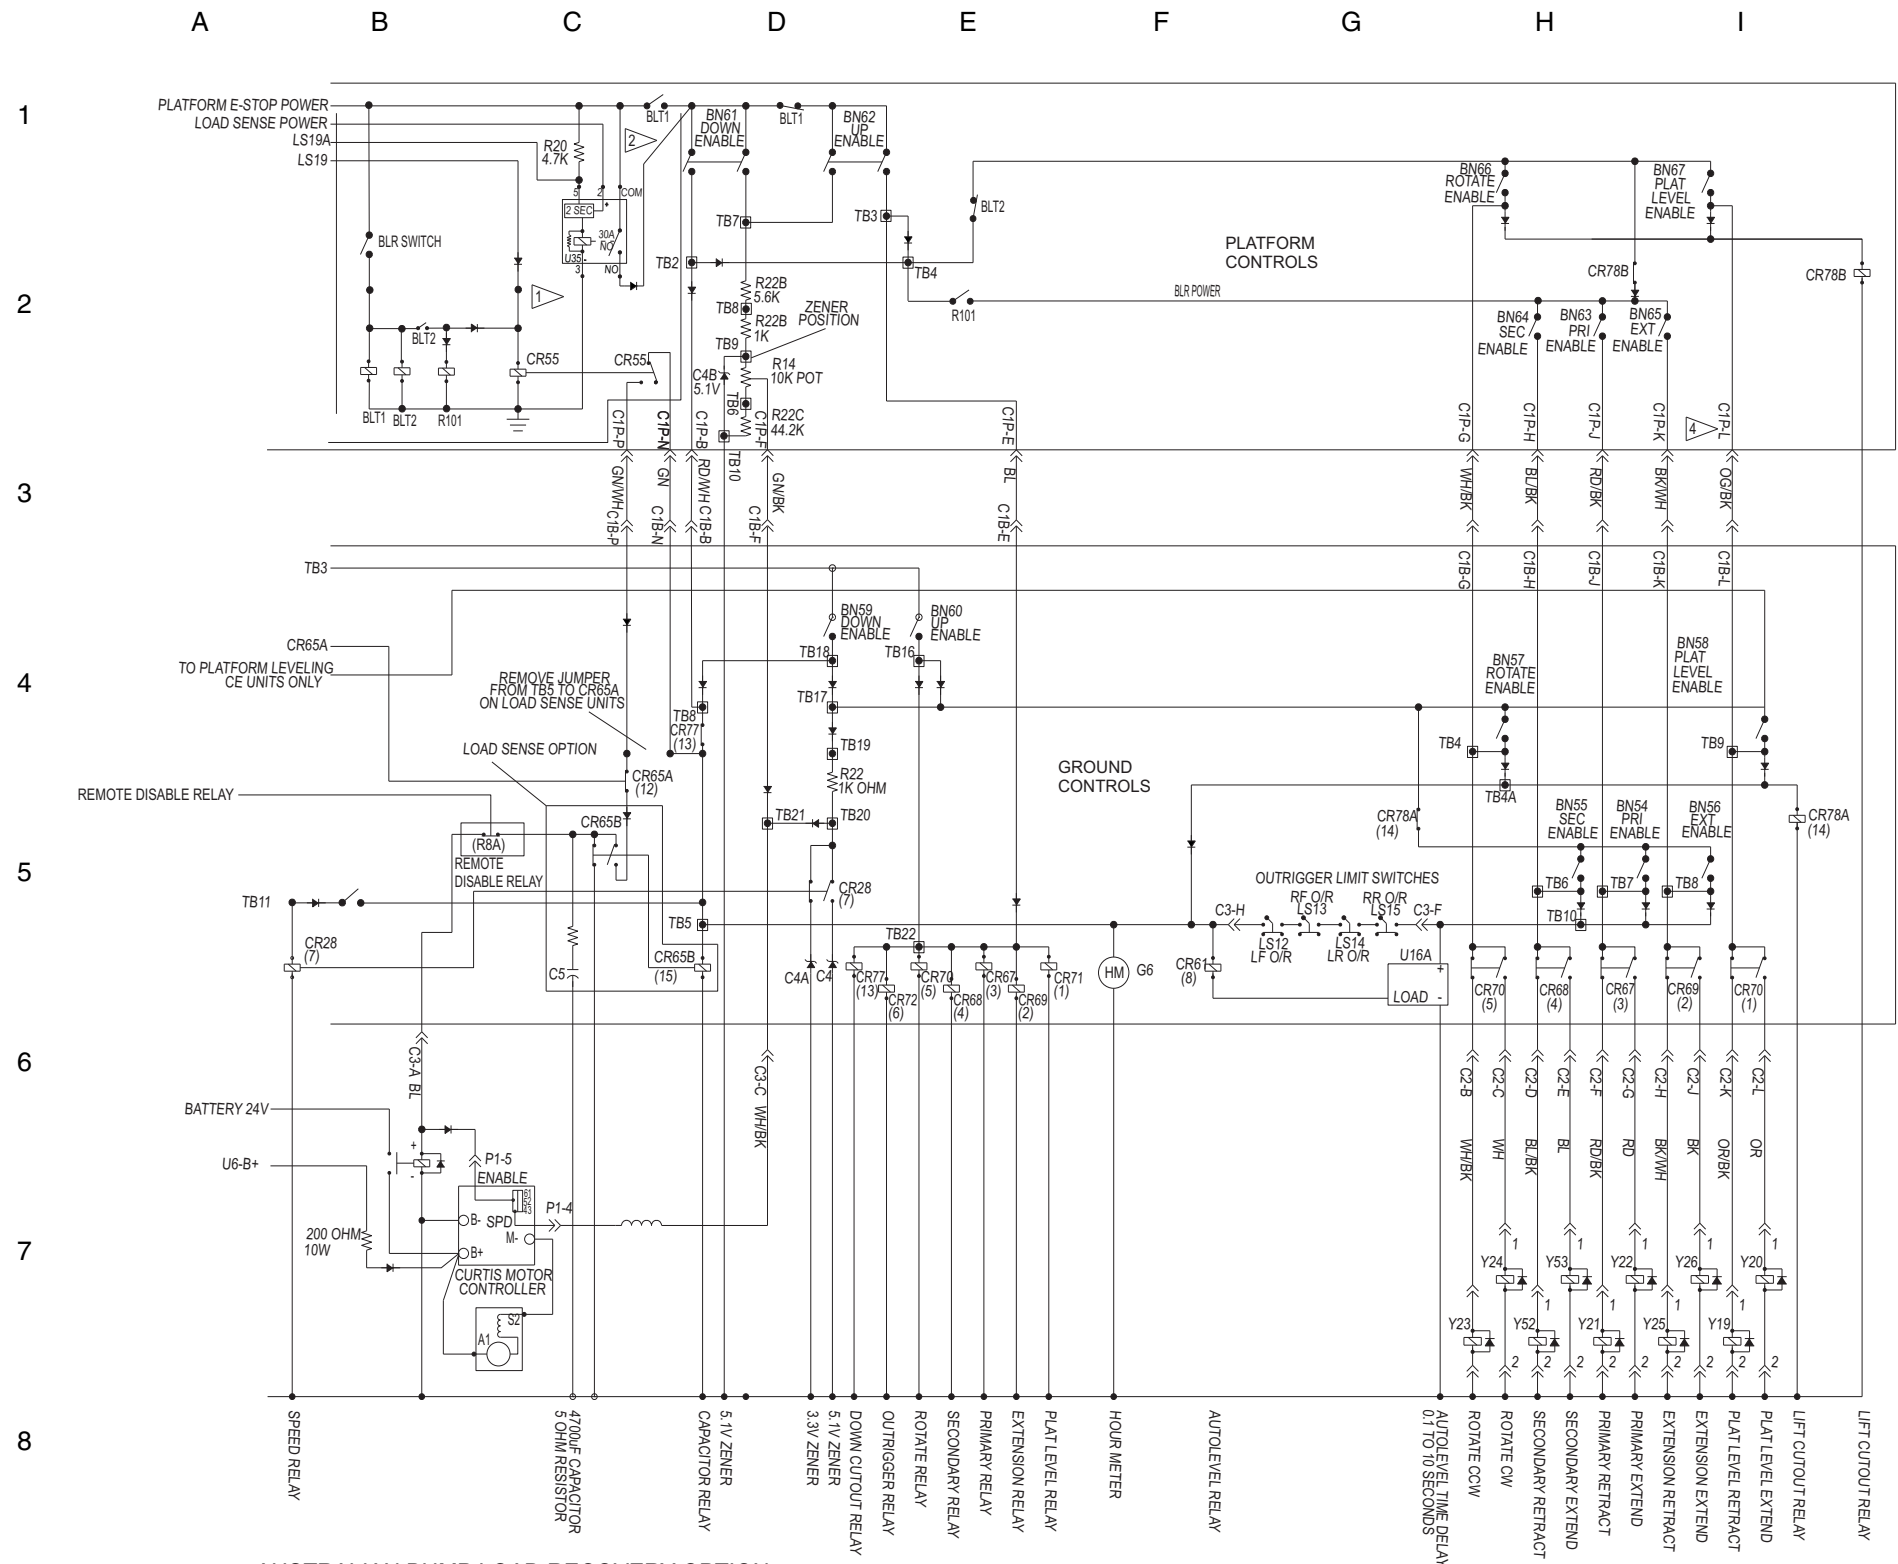 A B C D E F G H I
1
PLATFORM E-STOP POWER
LOAD SENSE POWER
LS19A
LS19
R20
4.7K
2
BLT1
BN61
DOWN
ENABLE
BLT1
BN62
UP
ENABLE
5 2 COM
2 SEC
30A
NO
U35 -
3 NO
BLR SWITCH
TB7
TB3
TB2
TB4
BLT2
BN66
ROTATE
ENABLE
BN67
PLAT
LEVEL
ENABLE
PLATFORM
CONTROLS
CR78B
CR78B
2
1
BLT2
CR55
CR55
R22B
5.6K
TB8
R22B
1K
TB9
ZENER
POSITION
R14
10K POT
C4B
5.1V
TB6
R22C
44.2K
TB10
R101
BLR POWER
BN64
SEC
ENABLE
BN63
PRI
ENABLE
BN65
EXT
ENABLE
BLT1 BLT2 R101
C1P-P
C1P-N
C1P-B
C1P-F
C1P-E
C1P-G
C1P-H
C1P-J
C1P-K
4
C1P-L
3
GN/WH
GN
RD/WH
GN/BK
BL
WH/BK
BL/BK
RD/BK
BK/WH
OG/BK
C1B-P
C1B-N
C1B-B
C1B-F
C1B-E
C1B-G
C1B-H
C1B-J
C1B-K
C1B-L
TB3
BN59
DOWN
ENABLE
BN60
UP
ENABLE
CR65A
TO PLATFORM LEVELING
CE UNITS ONLY
4
REMOVE JUMPER
FROM TB5 TO CR65A
ON LOAD SENSE UNITS
TB18
TB16
TB17
TB8
CR77
(13)
TB19
BN57
ROTATE
ENABLE
BN58
PLAT
LEVEL
ENABLE
TB4
TB9
LOAD SENSE OPTION
CR65A
(12)
R22
1K OHM
GROUND
CONTROLS
TB4A
REMOTE DISABLE RELAY
CR65B
TB21
TB20
CR78A
(14)
BN55
SEC
ENABLE
BN54
PRI
ENABLE
BN56
EXT
ENABLE
CR78A
(14)
5
(R8A)
REMOTE
DISABLE RELAY
TB11
CR28
(7)
OUTRIGGER LIMIT SWITCHES
RF O/R
LS13
RR O/R
LS15
TB6
TB7
TB8
TB5
TB22
C3-H
C3-F
TB10
LS12
LF O/R
LS14
LR O/R
CR28
(7)
C5
CR65B
(15)
C4A
C4
CR77
(13)
CR72
(6)
CR70
(5)
CR68
(4)
CR67
(3)
CR69
(2)
CR71
(1)
HM
G6
CR61
(8)
U16A
+
LOAD -
CR70
(5)
CR68
(4)
CR67
(3)
CR69
(2)
CR70
(1)
6
C3-A BL
C3-C WH/BK
C2-B
C2-C
C2-D
C2-E
C2-F
C2-G
C2-H
C2-J
C2-K
C2-L
BATTERY 24V
U6-B+
+
-
P1-5
ENABLE
WH/BK
WH
BL/BK
BL
RD/BK
RD
BK/WH
BK
OR/BK
OR
7
200 OHM
10W
B-
SPD
M-
B+
P1-4
CURTIS MOTOR
CONTROLLER
S2
A1
1 1 1 1 1
Y24 Y53 Y22 Y26 Y20
1 1 1 1
Y23 Y52 Y21 Y25 Y19
2 2 2 2 2
8
SPEED RELAY
4700uF CAPACITOR
5 OHM RESISTOR
CAPACITOR RELAY
5.1V ZENER
3.3V ZENER
5.1V ZENER
DOWN CUTOUT RELAY
OUTRIGGER RELAY
ROTATE RELAY
SECONDARY RELAY
PRIMARY RELAY
EXTENSION RELAY
PLAT LEVEL RELAY
HOUR METER
AUTOLEVEL RELAY
AUTOLEVEL TIME DELAY
0.1 TO 10 SECONDS
ROTATE CCW
ROTATE CW
SECONDARY RETRACT
SECONDARY EXTEND
PRIMARY RETRACT
PRIMARY EXTEND
EXTENSION RETRACT
EXTENSION EXTEND
PLAT LEVEL RETRACT
PLAT LEVEL EXTEND
LIFT CUTOUT RELAY
LIFT CUTOUT RELAY